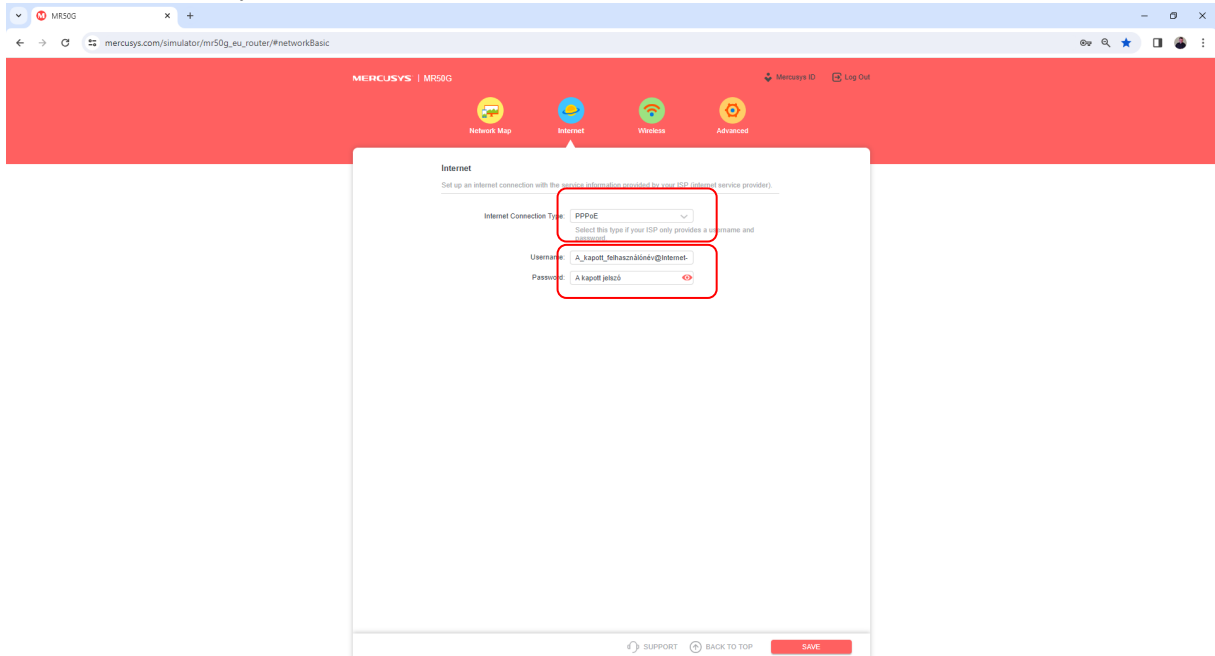 MR50G
mercusys.com/simulator/mr50g_eu_router/#networkBasic
MERCUSYS | MR50G
Mercusys ID
Log Out
Network Map
Internet
Wireless
Advanced
Internet
Set up an internet connection with the service information provided by your ISP (internet service provider).
Internet Connection Type: PPPoE
Select this type if your ISP only provides a username and
password.
Username: A_kapott_felhasználónév@Internet-
Password: A kapott jelszó
SUPPORT
BACK TO TOP
SAVE